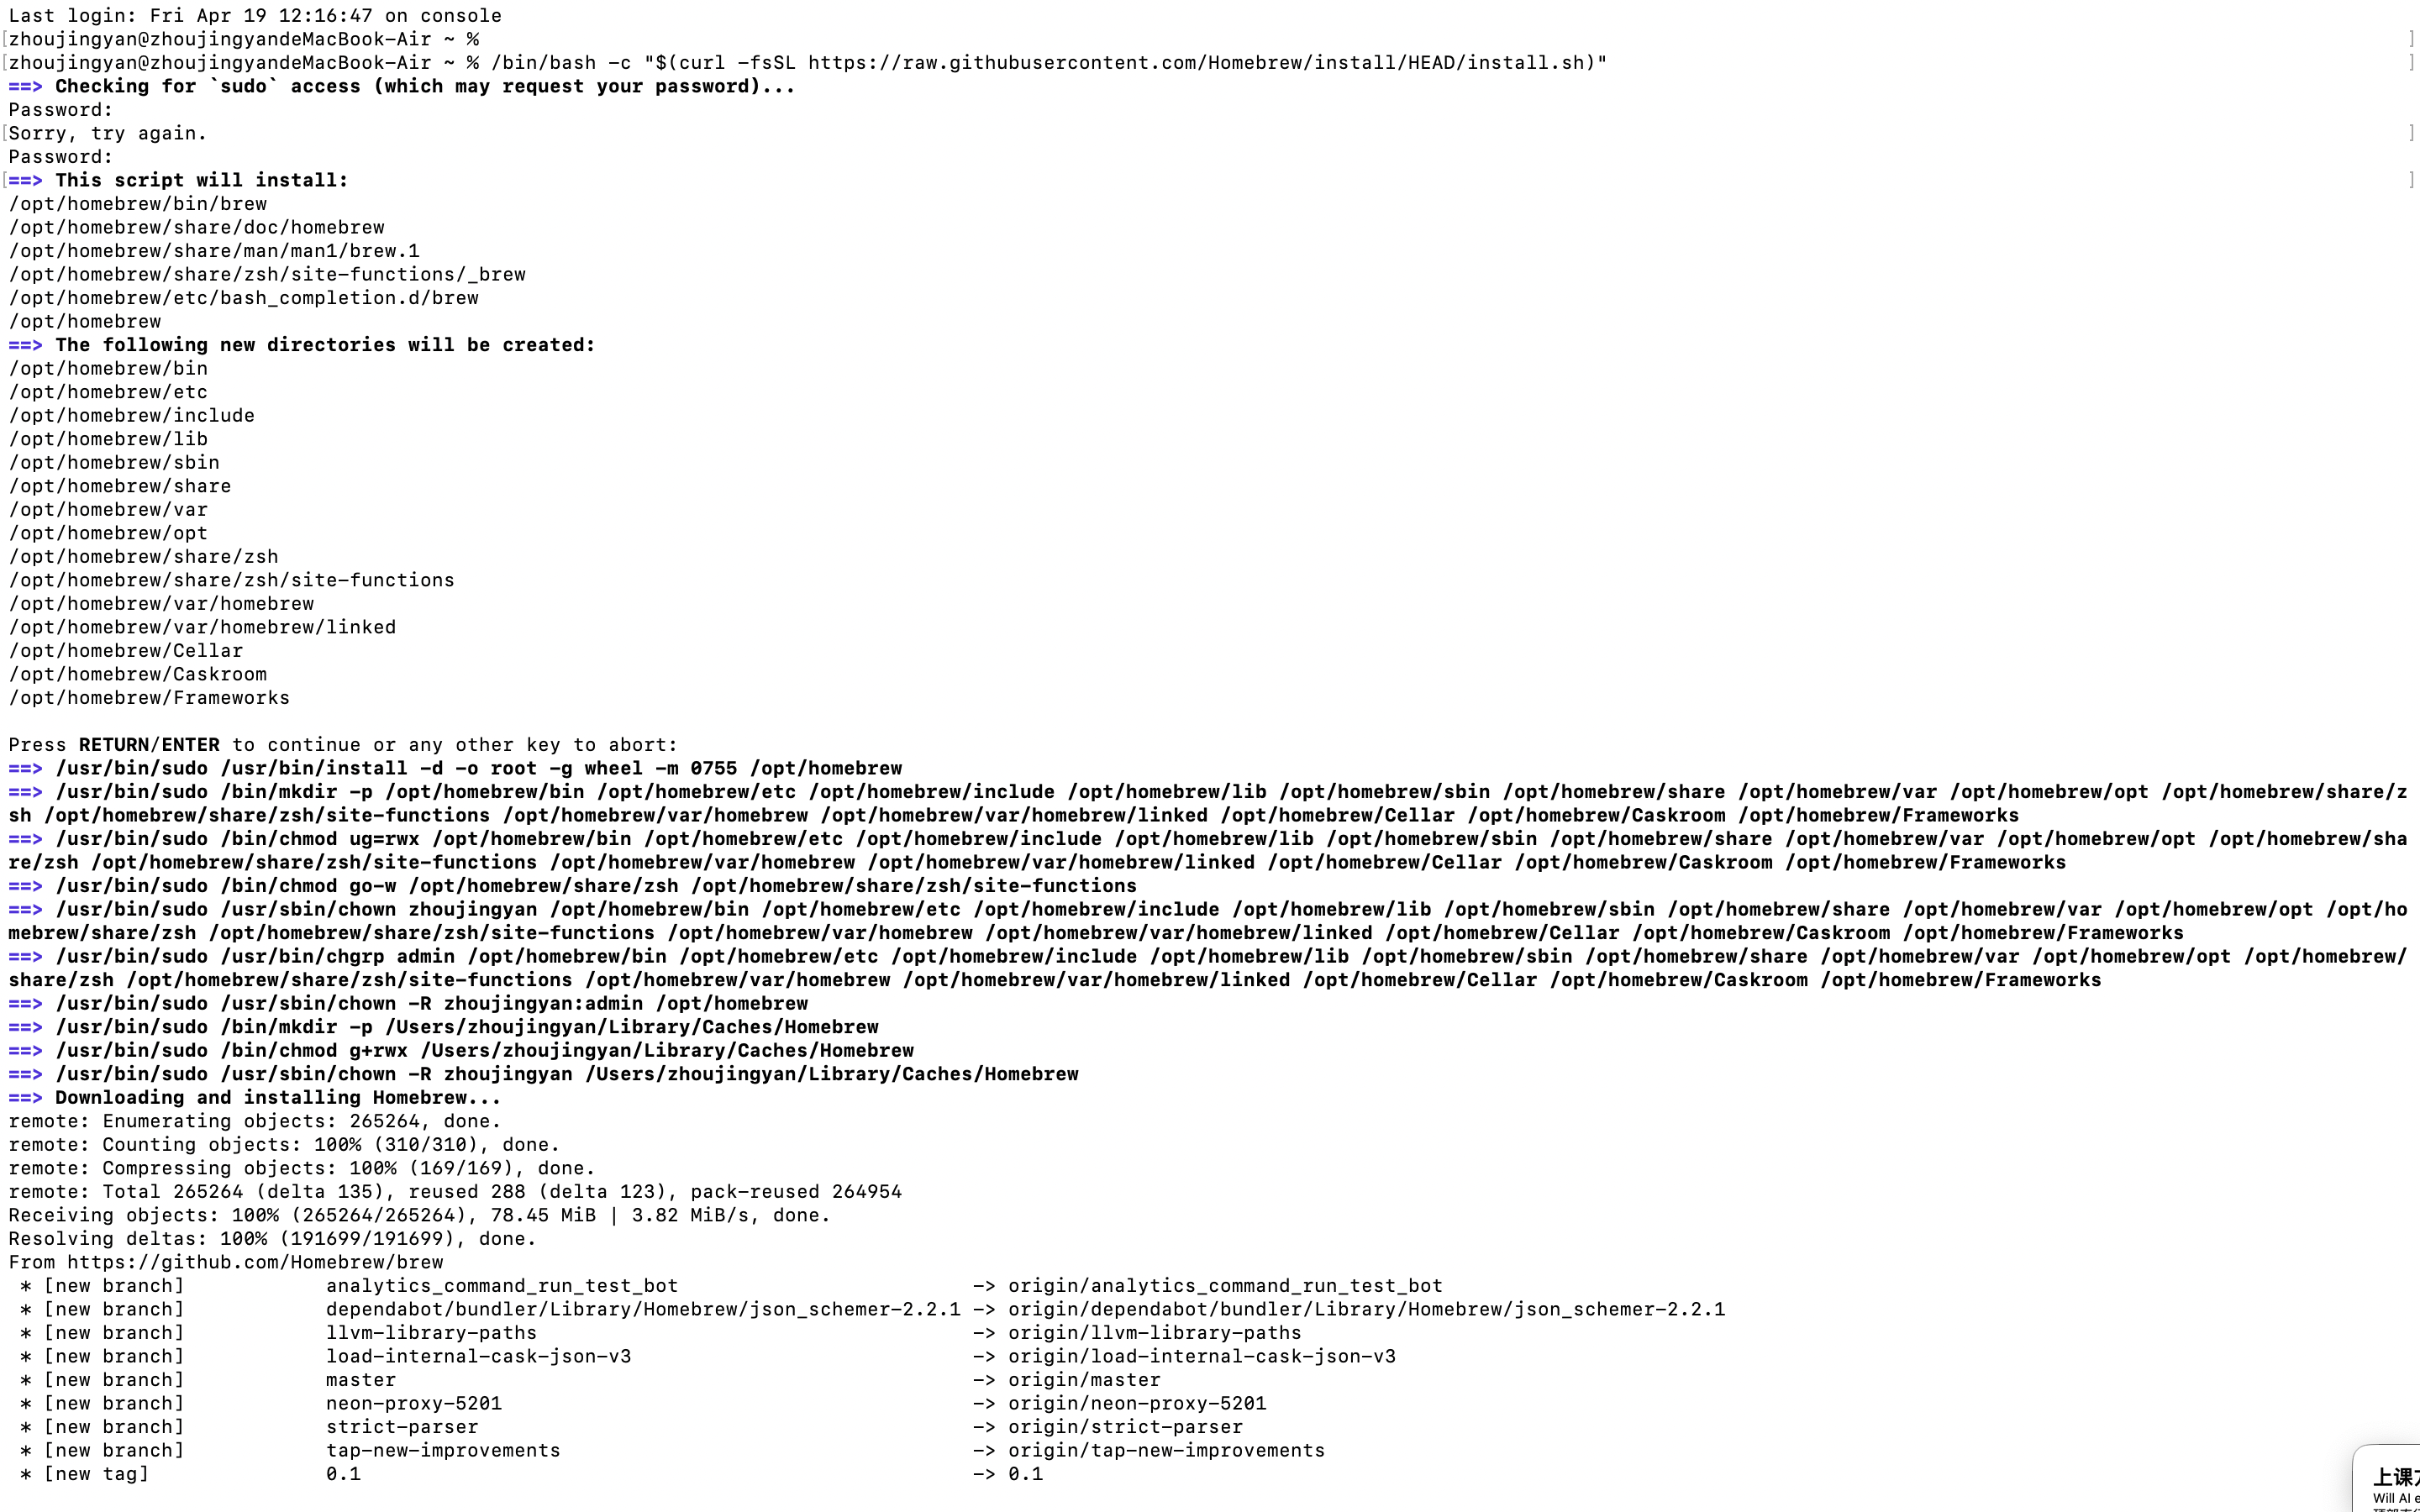 Last login: Fri Apr 19 12:16:47 on console
[zhoujingyan@zhoujingyandeMacBook-Air ~ % ]
[zhoujingyan@zhoujingyandeMacBook-Air ~ % /bin/bash -c "$(curl -fsSL https://raw.githubusercontent.com/Homebrew/install/HEAD/install.sh)" ]
==> Checking for `sudo` access (which may request your password)...
Password:
[Sorry, try again. ]
Password:
[==> This script will install: ]
/opt/homebrew/bin/brew
/opt/homebrew/share/doc/homebrew
/opt/homebrew/share/man/man1/brew.1
/opt/homebrew/share/zsh/site-functions/_brew
/opt/homebrew/etc/bash_completion.d/brew
/opt/homebrew
==> The following new directories will be created:
/opt/homebrew/bin
/opt/homebrew/etc
/opt/homebrew/include
/opt/homebrew/lib
/opt/homebrew/sbin
/opt/homebrew/share
/opt/homebrew/var
/opt/homebrew/opt
/opt/homebrew/share/zsh
/opt/homebrew/share/zsh/site-functions
/opt/homebrew/var/homebrew
/opt/homebrew/var/homebrew/linked
/opt/homebrew/Cellar
/opt/homebrew/Caskroom
/opt/homebrew/Frameworks
Press RETURN/ENTER to continue or any other key to abort:
==> /usr/bin/sudo /usr/bin/install -d -o root -g wheel -m 0755 /opt/homebrew
==> /usr/bin/sudo /bin/mkdir -p /opt/homebrew/bin /opt/homebrew/etc /opt/homebrew/include /opt/homebrew/lib /opt/homebrew/sbin /opt/homebrew/share /opt/homebrew/var /opt/homebrew/opt /opt/homebrew/share/z
sh /opt/homebrew/share/zsh/site-functions /opt/homebrew/var/homebrew /opt/homebrew/var/homebrew/linked /opt/homebrew/Cellar /opt/homebrew/Caskroom /opt/homebrew/Frameworks
==> /usr/bin/sudo /bin/chmod ug=rwx /opt/homebrew/bin /opt/homebrew/etc /opt/homebrew/include /opt/homebrew/lib /opt/homebrew/sbin /opt/homebrew/share /opt/homebrew/var /opt/homebrew/opt /opt/homebrew/sha
re/zsh /opt/homebrew/share/zsh/site-functions /opt/homebrew/var/homebrew /opt/homebrew/var/homebrew/linked /opt/homebrew/Cellar /opt/homebrew/Caskroom /opt/homebrew/Frameworks
==> /usr/bin/sudo /bin/chmod go-w /opt/homebrew/share/zsh /opt/homebrew/share/zsh/site-functions
==> /usr/bin/sudo /usr/sbin/chown zhoujingyan /opt/homebrew/bin /opt/homebrew/etc /opt/homebrew/include /opt/homebrew/lib /opt/homebrew/sbin /opt/homebrew/share /opt/homebrew/var /opt/homebrew/opt /opt/ho
mebrew/share/zsh /opt/homebrew/share/zsh/site-functions /opt/homebrew/var/homebrew /opt/homebrew/var/homebrew/linked /opt/homebrew/Cellar /opt/homebrew/Caskroom /opt/homebrew/Frameworks
==> /usr/bin/sudo /usr/bin/chgrp admin /opt/homebrew/bin /opt/homebrew/etc /opt/homebrew/include /opt/homebrew/lib /opt/homebrew/sbin /opt/homebrew/share /opt/homebrew/var /opt/homebrew/opt /opt/homebrew/
share/zsh /opt/homebrew/share/zsh/site-functions /opt/homebrew/var/homebrew /opt/homebrew/var/homebrew/linked /opt/homebrew/Cellar /opt/homebrew/Caskroom /opt/homebrew/Frameworks
==> /usr/bin/sudo /usr/sbin/chown -R zhoujingyan:admin /opt/homebrew
==> /usr/bin/sudo /bin/mkdir -p /Users/zhoujingyan/Library/Caches/Homebrew
==> /usr/bin/sudo /bin/chmod g+rwx /Users/zhoujingyan/Library/Caches/Homebrew
==> /usr/bin/sudo /usr/sbin/chown -R zhoujingyan /Users/zhoujingyan/Library/Caches/Homebrew
==> Downloading and installing Homebrew...
remote: Enumerating objects: 265264, done.
remote: Counting objects: 100% (310/310), done.
remote: Compressing objects: 100% (169/169), done.
remote: Total 265264 (delta 135), reused 288 (delta 123), pack-reused 264954
Receiving objects: 100% (265264/265264), 78.45 MiB | 3.82 MiB/s, done.
Resolving deltas: 100% (191699/191699), done.
From https://github.com/Homebrew/brew
 * [new branch] analytics_command_run_test_bot -> origin/analytics_command_run_test_bot
 * [new branch] dependabot/bundler/Library/Homebrew/json_schemer-2.2.1 -> origin/dependabot/bundler/Library/Homebrew/json_schemer-2.2.1
 * [new branch] llvm-library-paths -> origin/llvm-library-paths
 * [new branch] load-internal-cask-json-v3 -> origin/load-internal-cask-json-v3
 * [new branch] master -> origin/master
 * [new branch] neon-proxy-5201 -> origin/neon-proxy-5201
 * [new branch] strict-parser -> origin/strict-parser
 * [new branch] tap-new-improvements -> origin/tap-new-improvements
 * [new tag] 0.1 -> 0.1
上课
Will AI